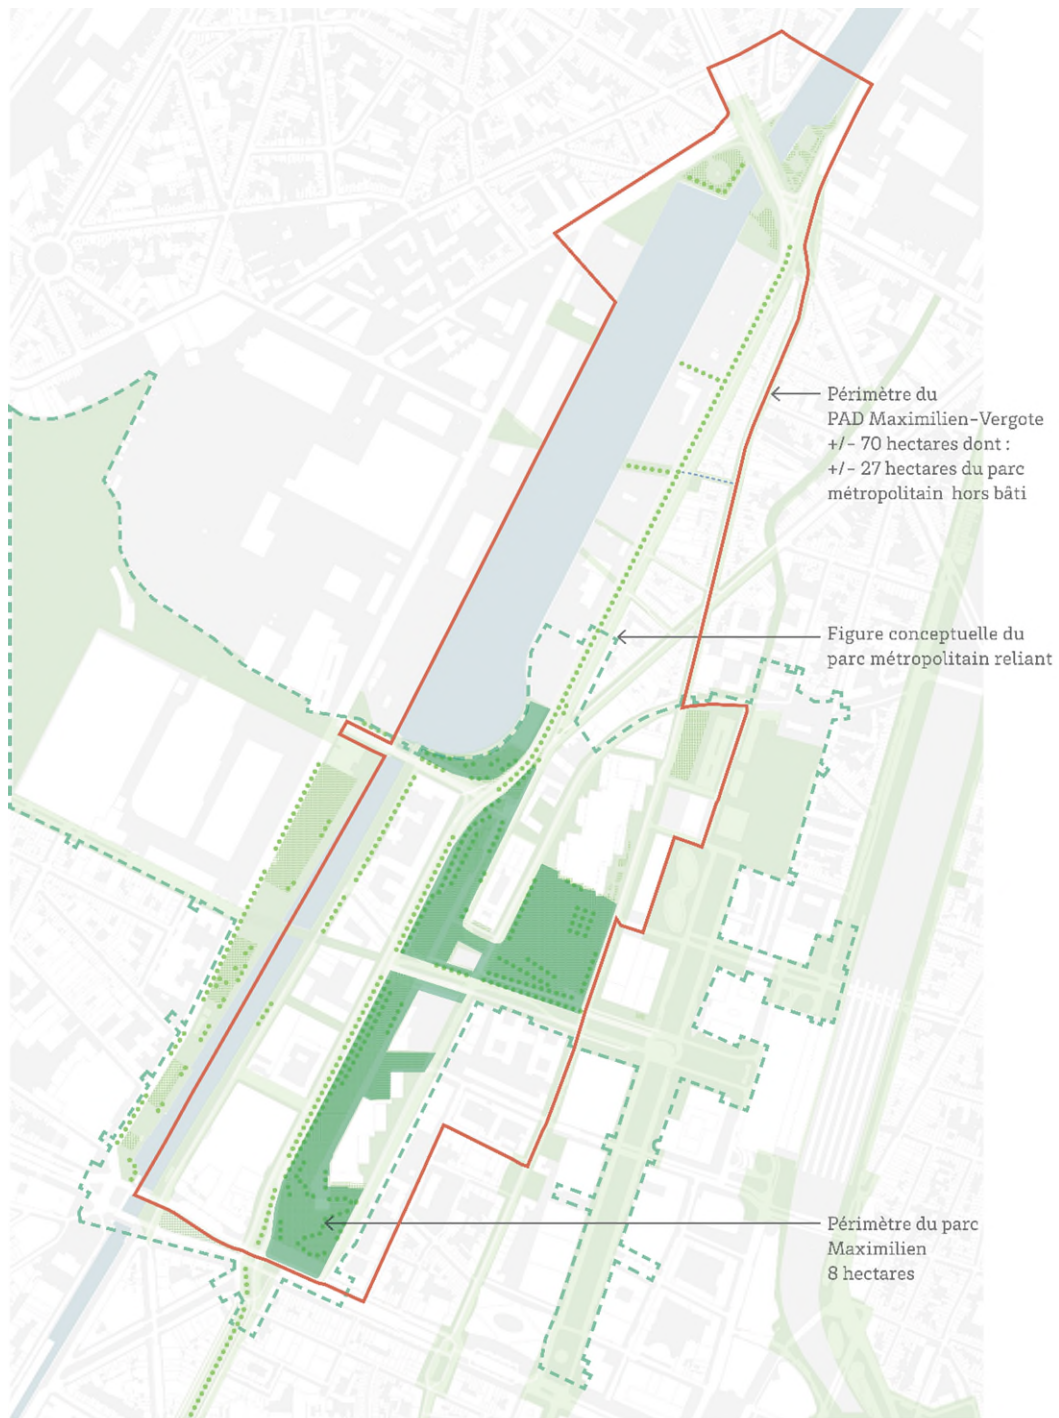 Périmètre du
PAD Maximilien-Vergote
+/- 70 hectares dont :
+/- 27 hectares du parc
métropolitain hors bâti
Figure conceptuelle du
parc métropolitain reliant
Périmètre du parc
Maximilien
8 hectares